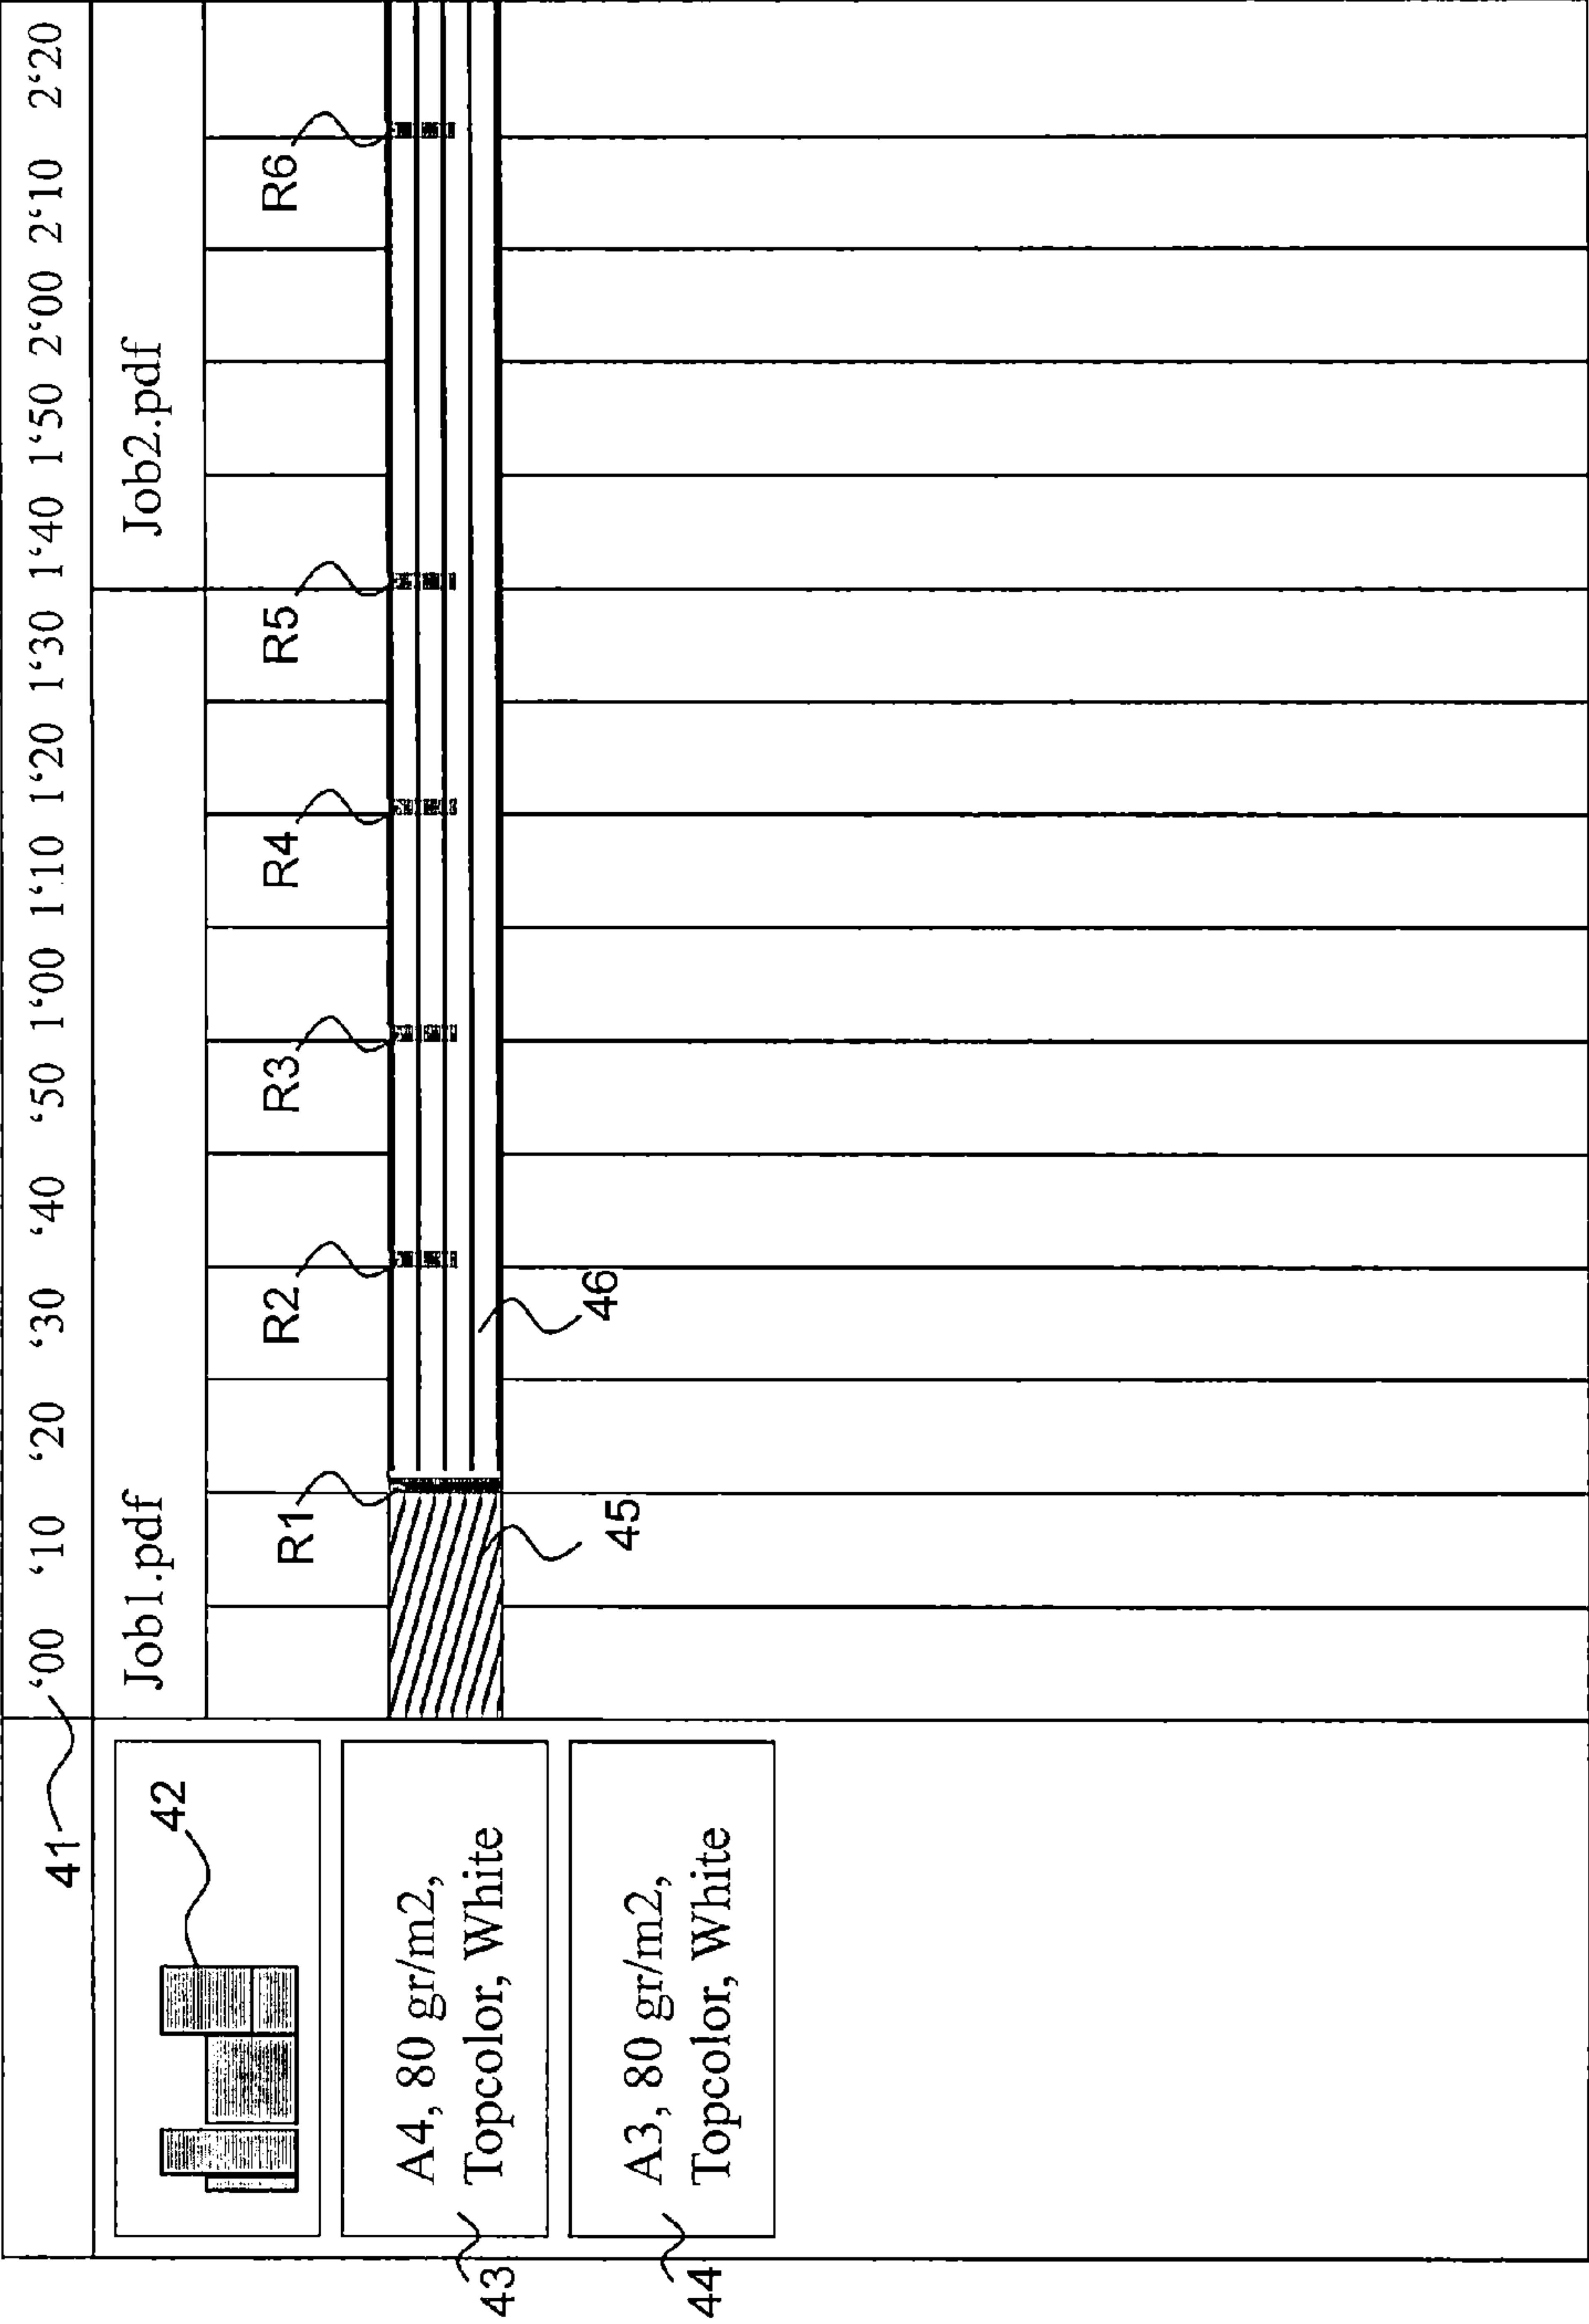 41
‘00 ‘10 ‘20 ‘30 ‘40 ‘50 1‘00 1‘10 1‘20 1‘30 1‘40 1‘50 2‘00 2‘10 2‘20
42
Job1.pdf
Job2.pdf
R1
R2
R3
R4
R5
R6
43
A4, 80 gr/m2,
Topcolor, White
45
46
44
A3, 80 gr/m2,
Topcolor, White